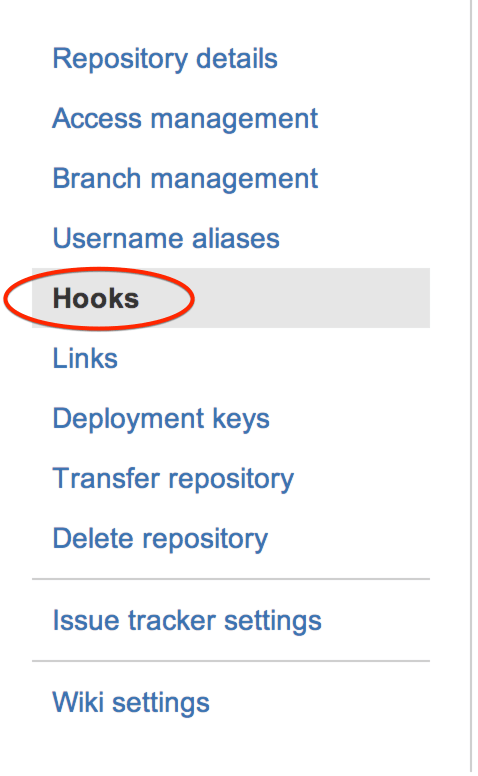 Repository details
Access management
Branch management
Username aliases
Hooks
Links
Deployment keys
Transfer repository
Delete repository
Issue tracker settings
Wiki settings